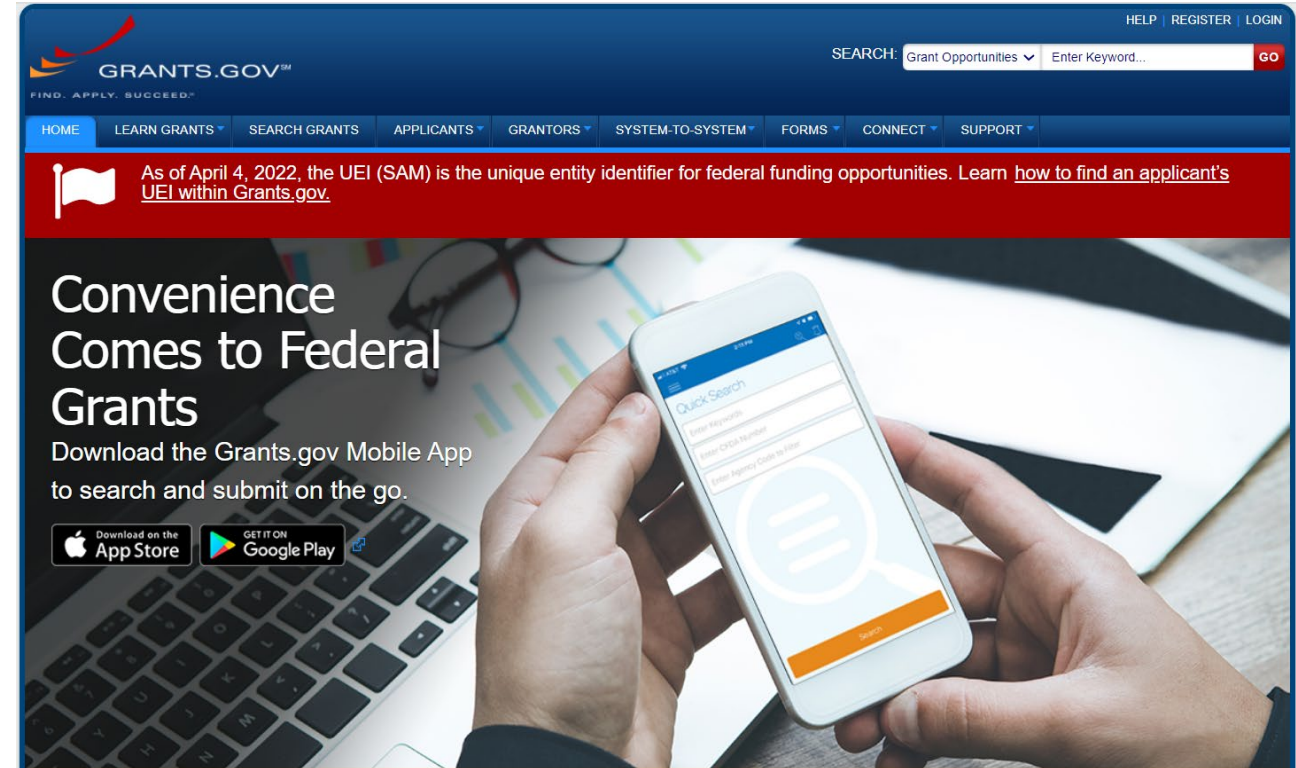 HELP | REGISTER | LOGIN
GRANTS.GOV℠
FIND. APPLY. SUCCEED.℠
SEARCH: Grant Opportunities Enter Keyword... GO
HOME LEARN GRANTS SEARCH GRANTS APPLICANTS GRANTORS SYSTEM-TO-SYSTEM FORMS CONNECT SUPPORT
As of April 4, 2022, the UEI (SAM) is the unique entity identifier for federal funding opportunities. Learn how to find an applicant's
UEI within Grants.gov.
Convenience
Comes to Federal
Grants
Download the Grants.gov Mobile App
to search and submit on the go.
Download on the
App Store
GET IT ON
Google Play
AT&T
2:15 PM
Quick Search
Enter Keywords
Enter CFDA Number
Enter Agency Code to Filter
Search